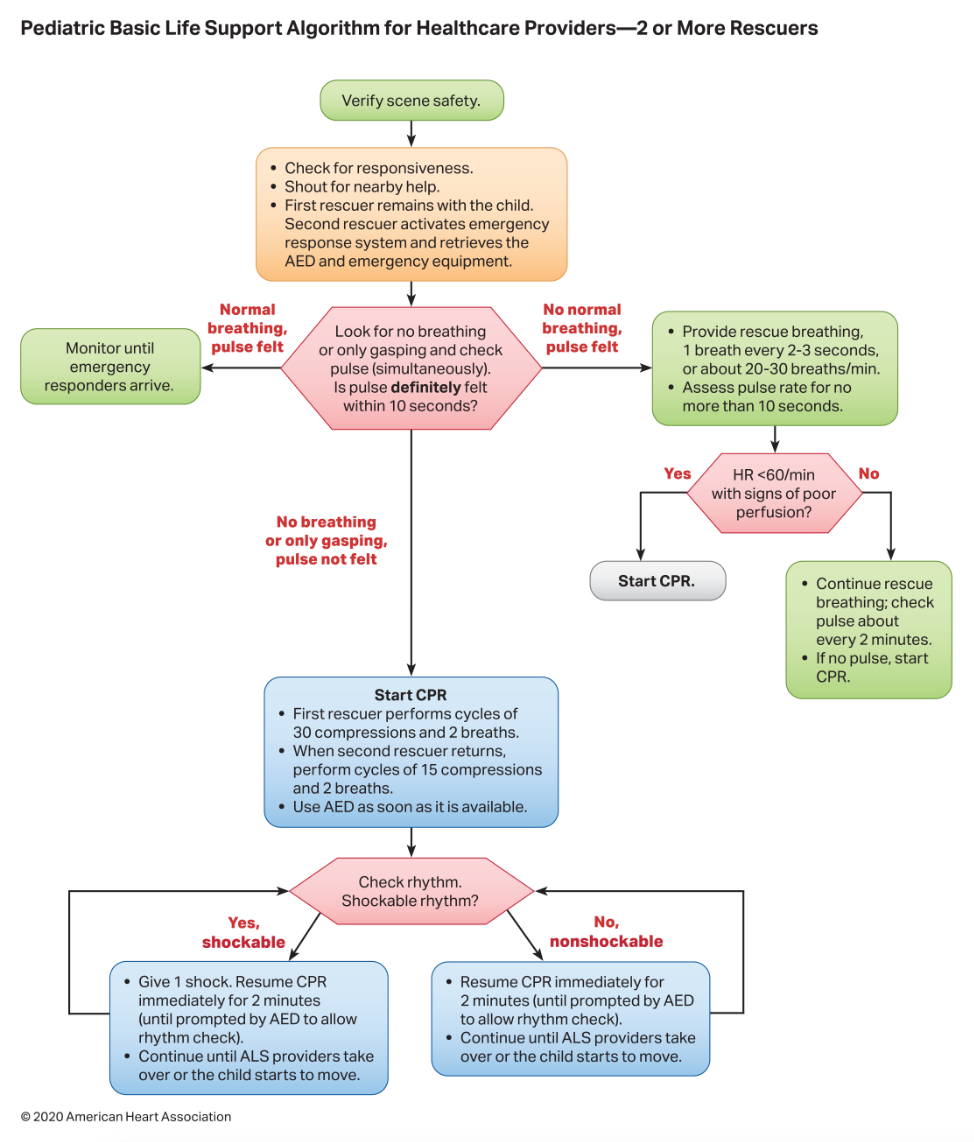 Pediatric Basic Life Support Algorithm for Healthcare Providers—2 or More Rescuers
Verify scene safety.
• Check for responsiveness.
• Shout for nearby help.
• First rescuer remains with the child.
Second rescuer activates emergency
response system and retrieves the
AED and emergency equipment.
Normal
breathing,
pulse felt
Look for no breathing
or only gasping and check
pulse (simultaneously).
Is pulse definitely felt
within 10 seconds?
No normal
breathing,
pulse felt
Monitor until
emergency
responders arrive.
• Provide rescue breathing,
1 breath every 2-3 seconds,
or about 20-30 breaths/min.
• Assess pulse rate for no
more than 10 seconds.
Yes
HR <60/min
with signs of poor
perfusion?
No
No breathing
or only gasping,
pulse not felt
Start CPR.
• Continue rescue
breathing; check
pulse about
every 2 minutes.
• If no pulse, start
CPR.
Start CPR
• First rescuer performs cycles of
30 compressions and 2 breaths.
• When second rescuer returns,
perform cycles of 15 compressions
and 2 breaths.
• Use AED as soon as it is available.
Check rhythm.
Shockable rhythm?
Yes,
shockable
No,
nonshockable
• Give 1 shock. Resume CPR
immediately for 2 minutes
(until prompted by AED to allow
rhythm check).
• Continue until ALS providers take
over or the child starts to move.
• Resume CPR immediately for
2 minutes (until prompted by AED
to allow rhythm check).
• Continue until ALS providers take
over or the child starts to move.
© 2020 American Heart Association